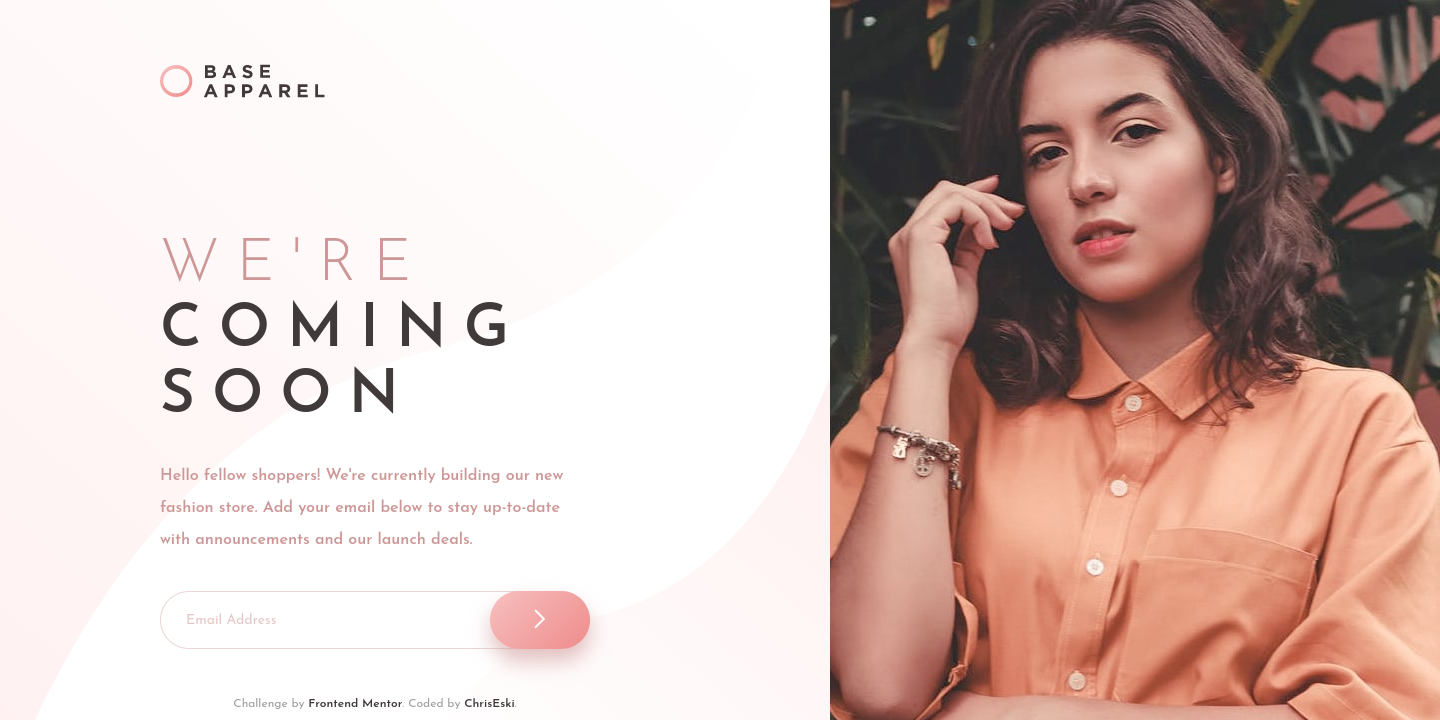 BASE
APPAREL
WE'RE
COMING
SOON
Hello fellow shoppers! We're currently building our new
fashion store. Add your email below to stay up-to-date
with announcements and our launch deals.
Email Address
Challenge by Frontend Mentor. Coded by ChrisEski.